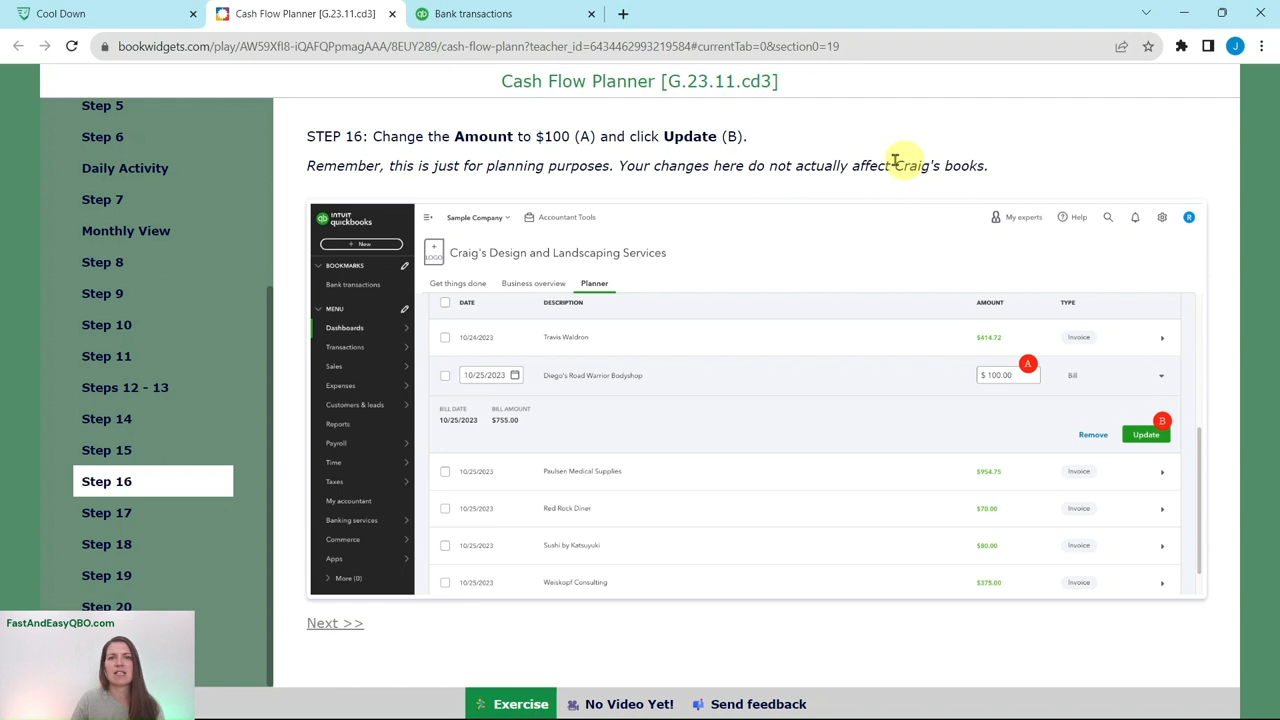 Cool Down
Cash Flow Planner [G.23.11.cd3]
Bank transactions
bookwidgets.com/play/AW59Xfl8-iQAFQPpmagAAA/8EUY289/cash-flow-plann?teacher_id=6434462993219584#currentTab=0&section0=19
J
Cash Flow Planner [G.23.11.cd3]
Step 5
Step 6
Daily Activity
Step 7
Monthly View
Step 8
Step 9
Step 10
Step 11
Steps 12 - 13
Step 14
Step 15
Step 16
Step 17
Step 18
Step 19
Step 20
STEP 16: Change the Amount to $100 (A) and click Update (B).
Remember, this is just for planning purposes. Your changes here do not actually affect Craig's books.
INTUIT
quickbooks
+ New
BOOKMARKS
Bank transactions
MENU
Dashboards
Transactions
Sales
Expenses
Customers & leads
Reports
Payroll
Time
Taxes
My accountant
Banking services
Commerce
Apps
More (0)
Sample Company
Accountant Tools
My experts
Help
R
+
LOGO
Craig's Design and Landscaping Services
Get things done
Business overview
Planner
DATE DESCRIPTION AMOUNT TYPE
10/24/2023 Travis Waldron $414.72 Invoice
A
10/25/2023 Diego's Road Warrior Bodyshop $ 100.00 Bill
BILL DATE BILL AMOUNT
10/25/2023 $755.00
B
Remove Update
10/25/2023 Paulsen Medical Supplies $954.75 Invoice
10/25/2023 Red Rock Diner $70.00 Invoice
10/25/2023 Sushi by Katsuyuki $80.00 Invoice
10/25/2023 Weiskopf Consulting $375.00 Invoice
Next >>
FastAndEasyQBO.com
Exercise
No Video Yet!
Send feedback